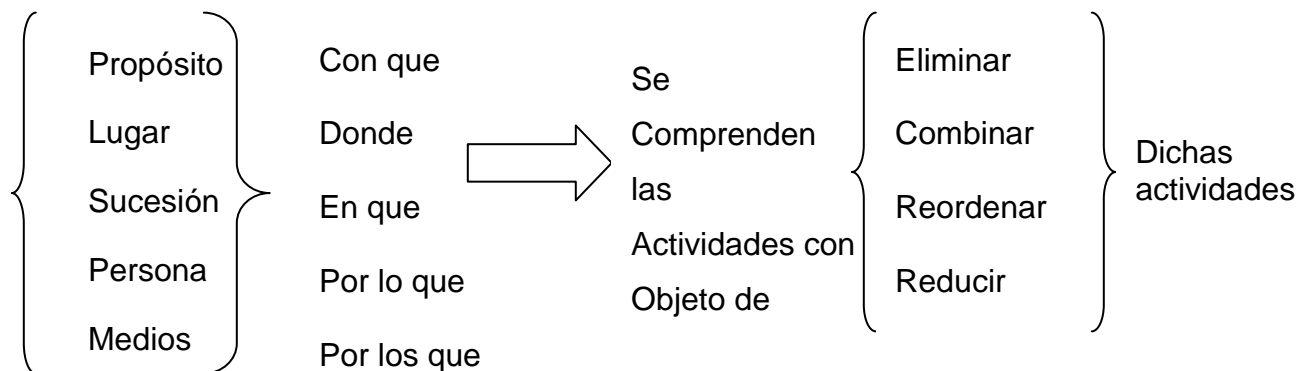 Propósito
Lugar
Sucesión
Persona
Medios
Con que
Donde
En que
Por lo que
Por los que
Se
Comprenden
las
Actividades con
Objeto de
Eliminar
Combinar
Reordenar
Reducir
Dichas
actividades